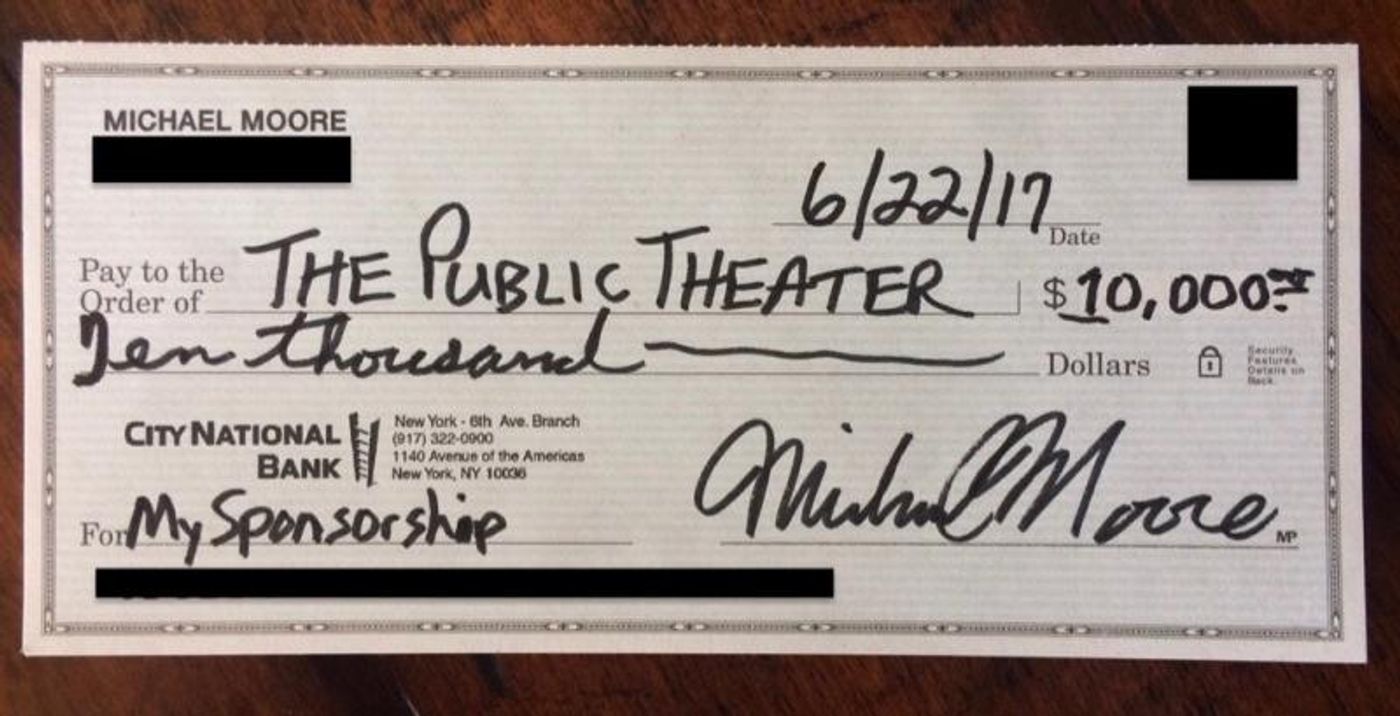 MICHAEL MOORE
6/22/17
Date
Pay to the
Order of THE PUBLIC THEATER $10,000.
Ten thousand Dollars
Security
Features
Details on
Back.
CITY NATIONAL
BANK
New York - 6th Ave. Branch
(917) 322-0900
1140 Avenue of the Americas
New York, NY 10036
For My Sponsorship
Michael Moore
MP